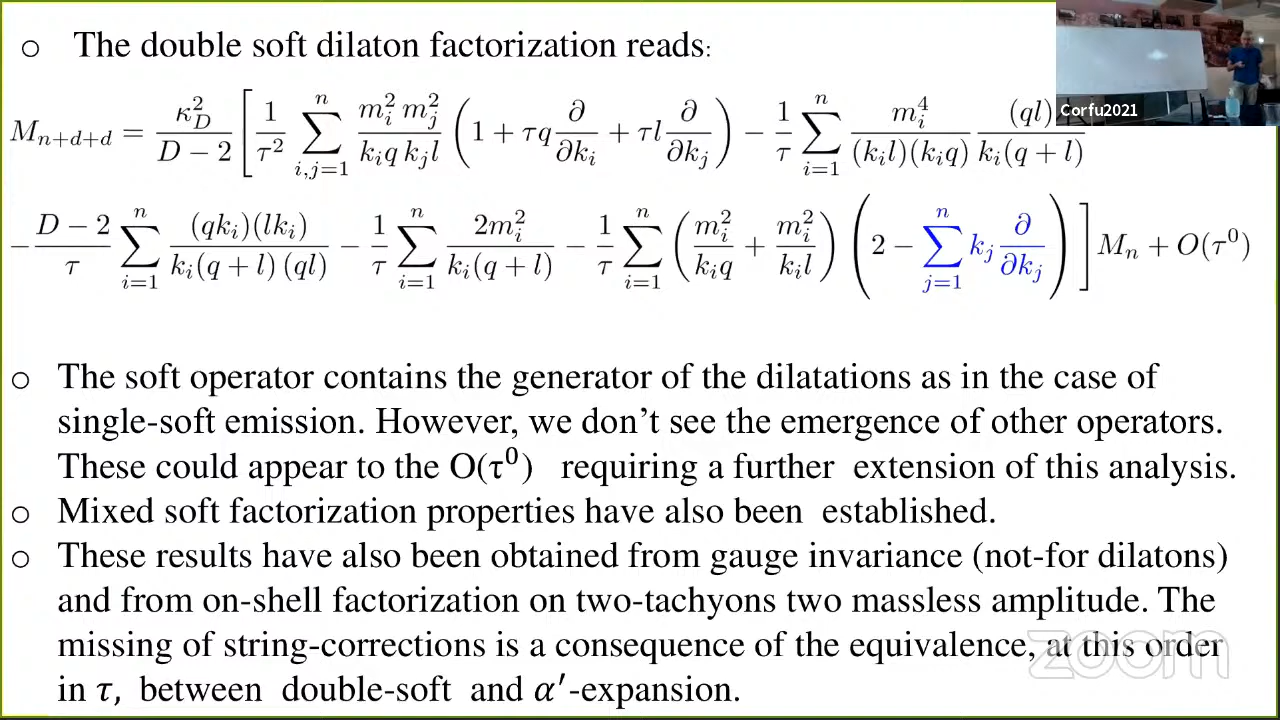 ○ The double soft dilaton factorization reads:
Corfu2021
$M_{n+d+d} = \frac{\kappa_D^2}{D-2} \left[ \frac{1}{\tau^2} \sum_{i,j=1}^{n} \frac{m_i^2 m_j^2}{k_i q \, k_j l} \left( 1 + \tau q \frac{\partial}{\partial k_i} + \tau l \frac{\partial}{\partial k_j} \right) - \frac{1}{\tau} \sum_{i=1}^{n} \frac{m_i^4}{(k_i l)(k_i q)} \frac{(ql)}{k_i(q+l)} \right.$
$\left. - \frac{D-2}{\tau} \sum_{i=1}^{n} \frac{(qk_i)(lk_i)}{k_i(q+l)\,(ql)} - \frac{1}{\tau} \sum_{i=1}^{n} \frac{2m_i^2}{k_i(q+l)} - \frac{1}{\tau} \sum_{i=1}^{n} \left( \frac{m_i^2}{k_i q} + \frac{m_i^2}{k_i l} \right) \left( 2 - \sum_{j=1}^{n} k_j \frac{\partial}{\partial k_j} \right) \right] M_n + O(\tau^0)$
○ The soft operator contains the generator of the dilatations as in the case of
single-soft emission. However, we don't see the emergence of other operators.
These could appear to the O(τ⁰) requiring a further extension of this analysis.
○ Mixed soft factorization properties have also been established.
○ These results have also been obtained from gauge invariance (not-for dilatons)
and from on-shell factorization on two-tachyons two massless amplitude. The
missing of string-corrections is a consequence of the equivalence, at this order
in τ, between double-soft and α′-expansion.
zoom